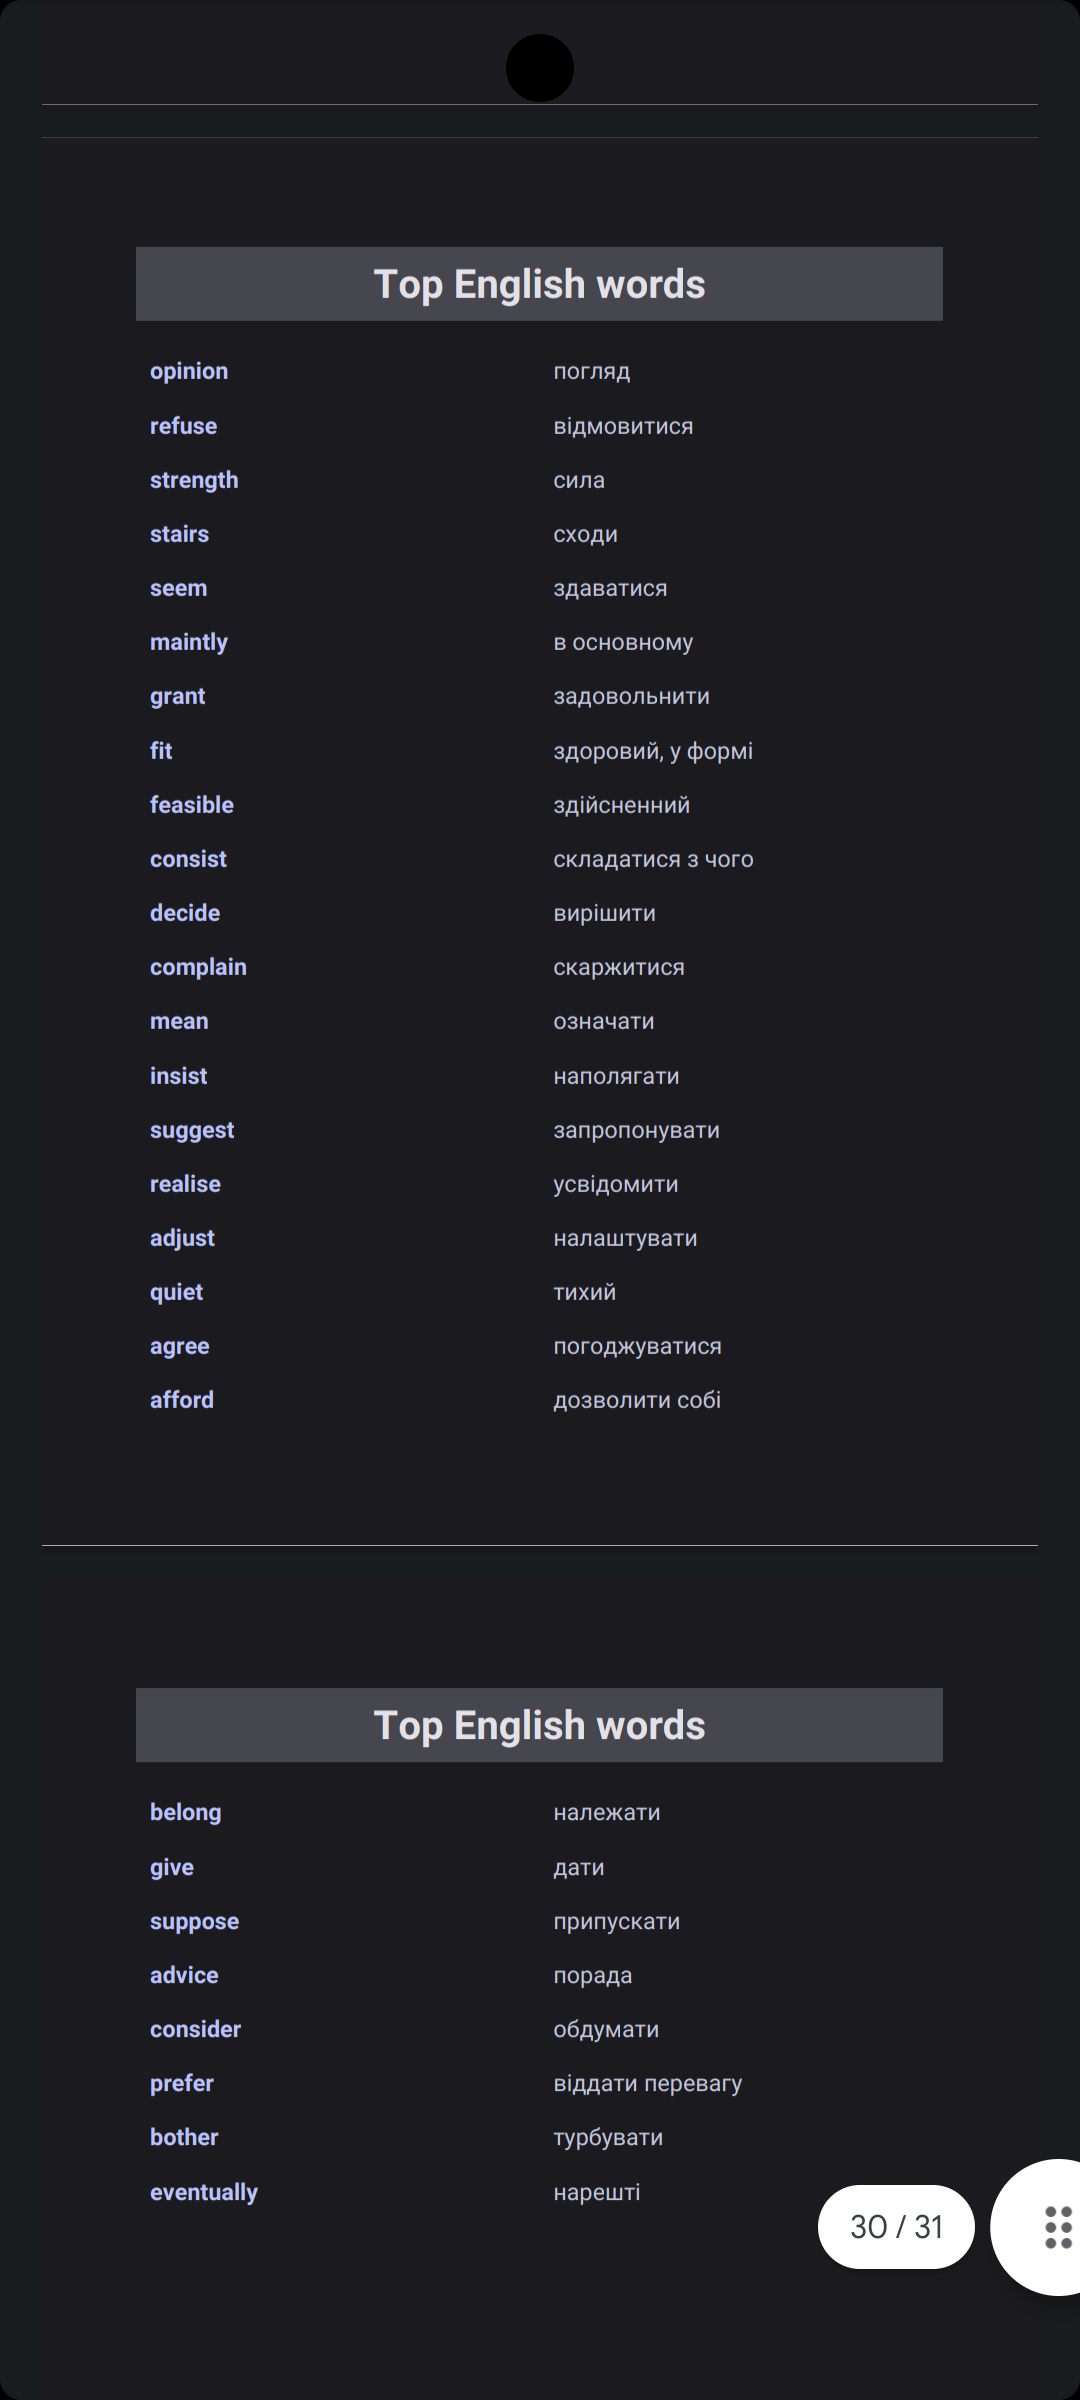 Top English words
opinion погляд
refuse відмовитися
strength сила
stairs сходи
seem здаватися
maintly в основному
grant задовольнити
fit здоровий, у формі
feasible здійсненний
consist складатися з чого
decide вирішити
complain скаржитися
mean означати
insist наполягати
suggest запропонувати
realise усвідомити
adjust налаштувати
quiet тихий
agree погоджуватися
afford дозволити собі
Top English words
belong належати
give дати
suppose припускати
advice порада
consider обдумати
prefer віддати перевагу
bother турбувати
eventually нарешті
30 / 31